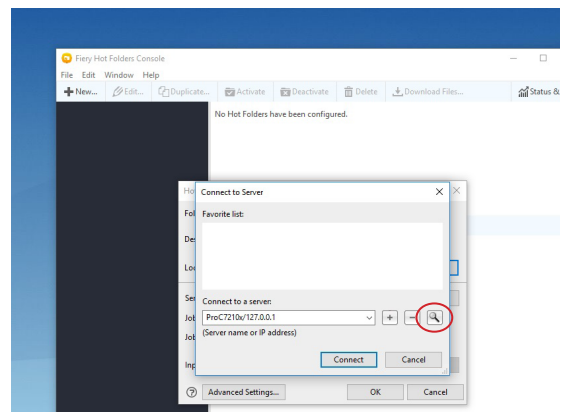 Fiery Hot Folders Console
File Edit Window Help
New... Edit... Duplicate... Activate Deactivate Delete Download Files... Status &
No Hot Folders have been configured.
Connect to Server
Favorite list:
Connect to a server:
ProC7210x/127.0.0.1
(Server name or IP address)
Connect Cancel
Advanced Settings... OK Cancel